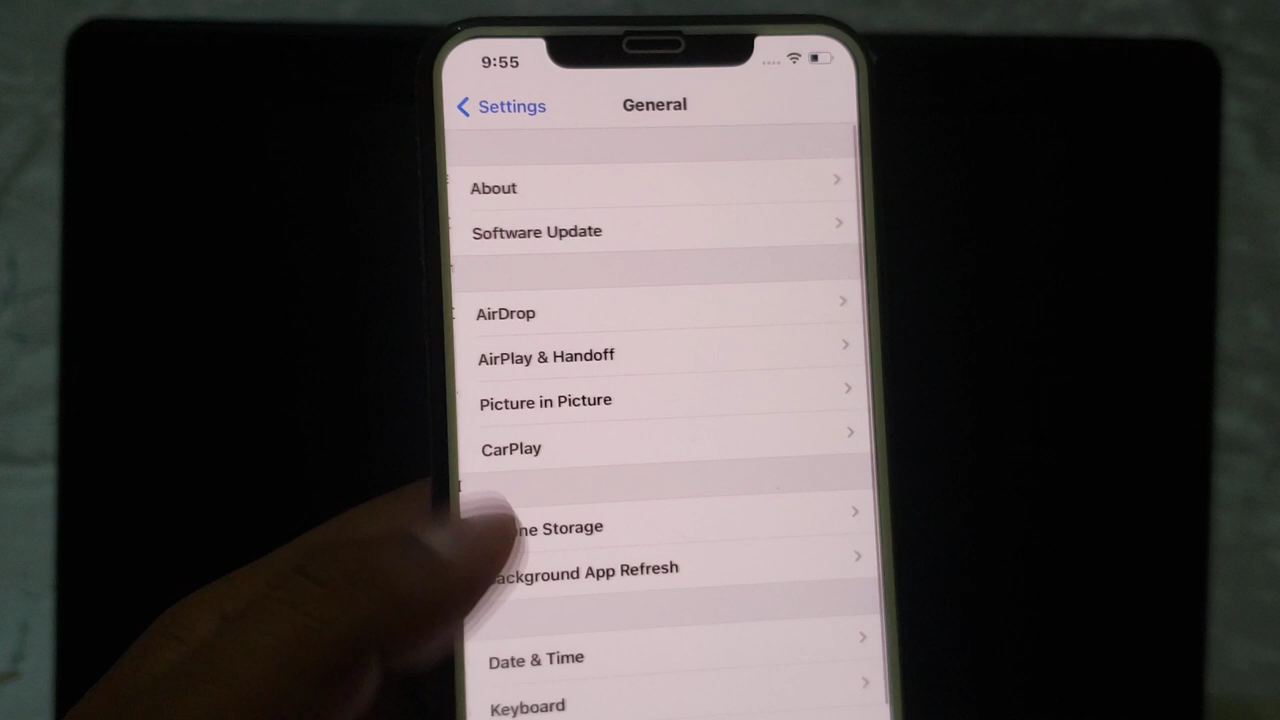 9:55
Settings
General
About
Software Update
AirDrop
AirPlay & Handoff
Picture in Picture
CarPlay
ne Storage
ackground App Refresh
Date & Time
Keyboard